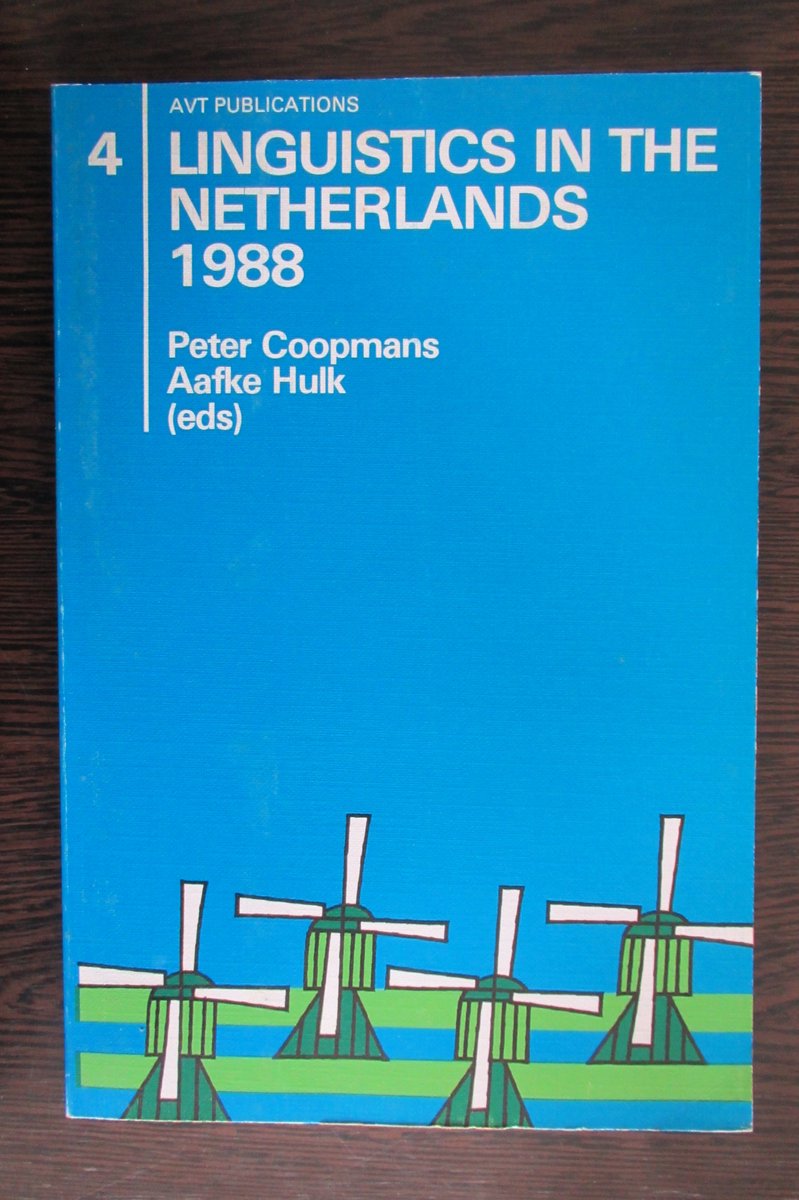 AVT PUBLICATIONS
4
LINGUISTICS IN THE
NETHERLANDS
1988
Peter Coopmans
Aafke Hulk
(eds)